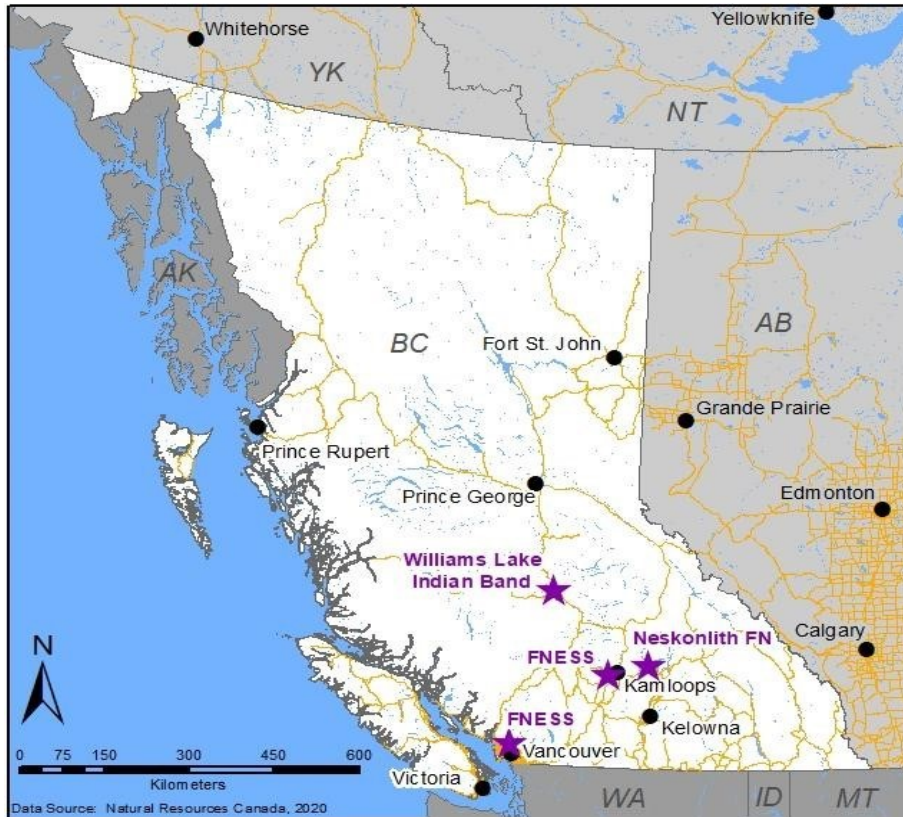 Whitehorse
Yellowknife
YK
NT
AK
BC
Fort St. John
AB
Grande Prairie
Prince Rupert
Prince George
Edmonton
Williams Lake
Indian Band
N
Neskonlith FN
Calgary
FNESS
Kamloops
FNESS
Kelowna
Vancouver
0 75 150 300 450 600
Kilometers
Victoria
WA
ID
MT
Data Source: Natural Resources Canada, 2020